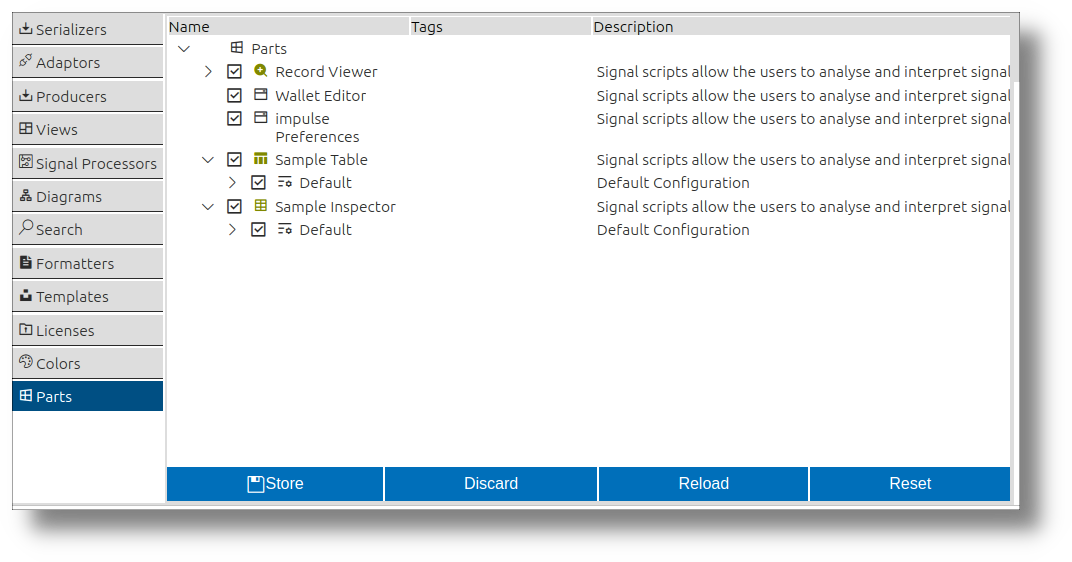 Serializers
Adaptors
Producers
Views
Signal Processors
Diagrams
Search
Formatters
Templates
Licenses
Colors
Parts
Name Tags Description
Parts
Record Viewer Signal scripts allow the users to analyse and interpret signal
Wallet Editor Signal scripts allow the users to analyse and interpret signal
impulse Signal scripts allow the users to analyse and interpret signal
Preferences
Sample Table Signal scripts allow the users to analyse and interpret signal
Default Default Configuration
Sample Inspector Signal scripts allow the users to analyse and interpret signal
Default Default Configuration
Store Discard Reload Reset